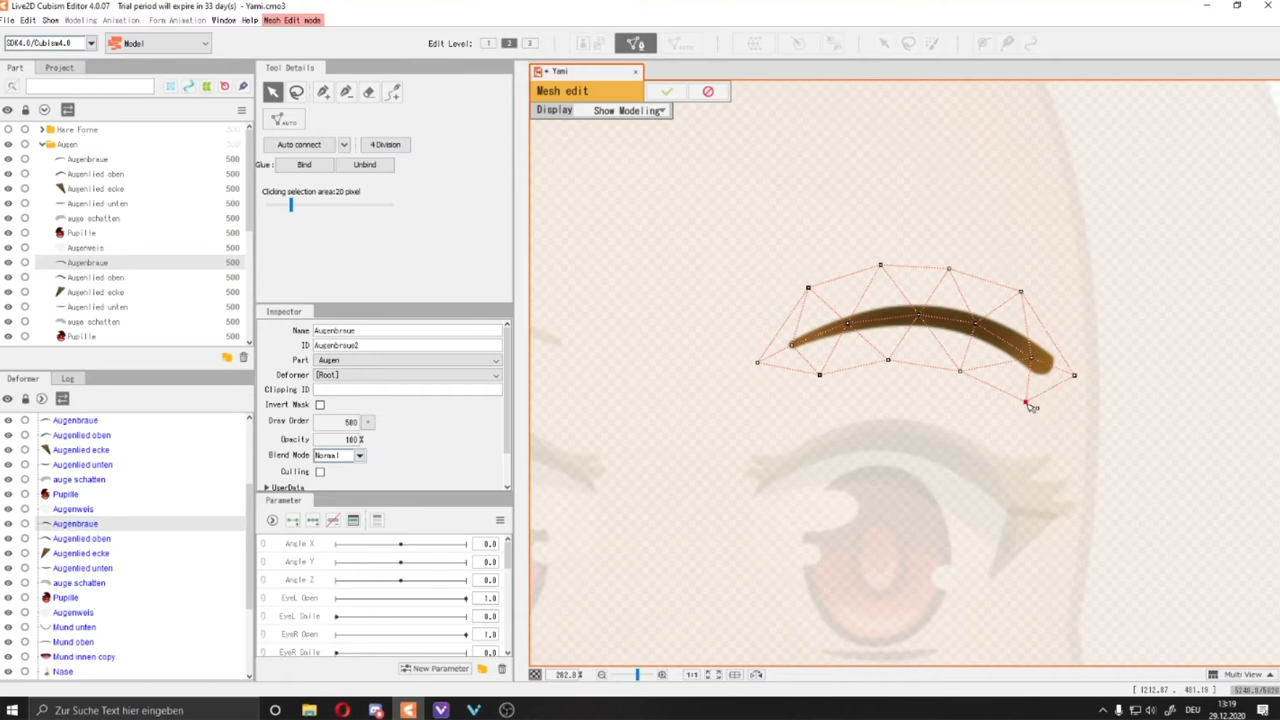 Live2D Cubism Editor 4.0.07 Trial period will expire in 33 day(s) - Yami.cmo3
File Edit Show Modeling Animation Form Animation Window Help Mesh Edit mode
SDK4.0/Cubism4.0 Model Edit Level: 1 2 3
Part Project
Hare Forne 500
Augen 500
Augenbraue 500
Augenlied oben 500
Augenlied ecke 500
Augenlied unten 500
auge schatten 500
Pupille 500
Augenweis 500
Augenbraue 500
Augenlied oben 500
Augenlied ecke 500
Augenlied unten 500
auge schatten 500
Pupille 500
Deformer Log
Augenbraue
Augenlied oben
Augenlied ecke
Augenlied unten
auge schatten
Pupille
Augenweis
Augenbraue
Augenlied oben
Augenlied ecke
Augenlied unten
auge schatten
Pupille
Augenweis
Mund unten
Mund oben
Mund innen copy
Nase
Tool Details
AUTO
Auto connect 4 Division
Glue : Bind Unbind
Clicking selection area:20 pixel
Inspector
Name Augenbraue
ID Augenbraue2
Part Augen
Deformer [Root]
Clipping ID
Invert Mask
Draw Order 500
Opacity 100 %
Blend Mode Normal
Culling
UserData
Parameter
Angle X 0.0
Angle Y 0.0
Angle Z 0.0
EyeL Open 1.0
EyeL Smile 0.0
EyeR Open 1.0
EyeR Smile 0.0
New Parameter
+ Yami
Mesh edit
Display Show Modeling
282.8% 1:1 Multi View
Zur Suche Text hier eingeben
DEU
13:19
29.12.2020